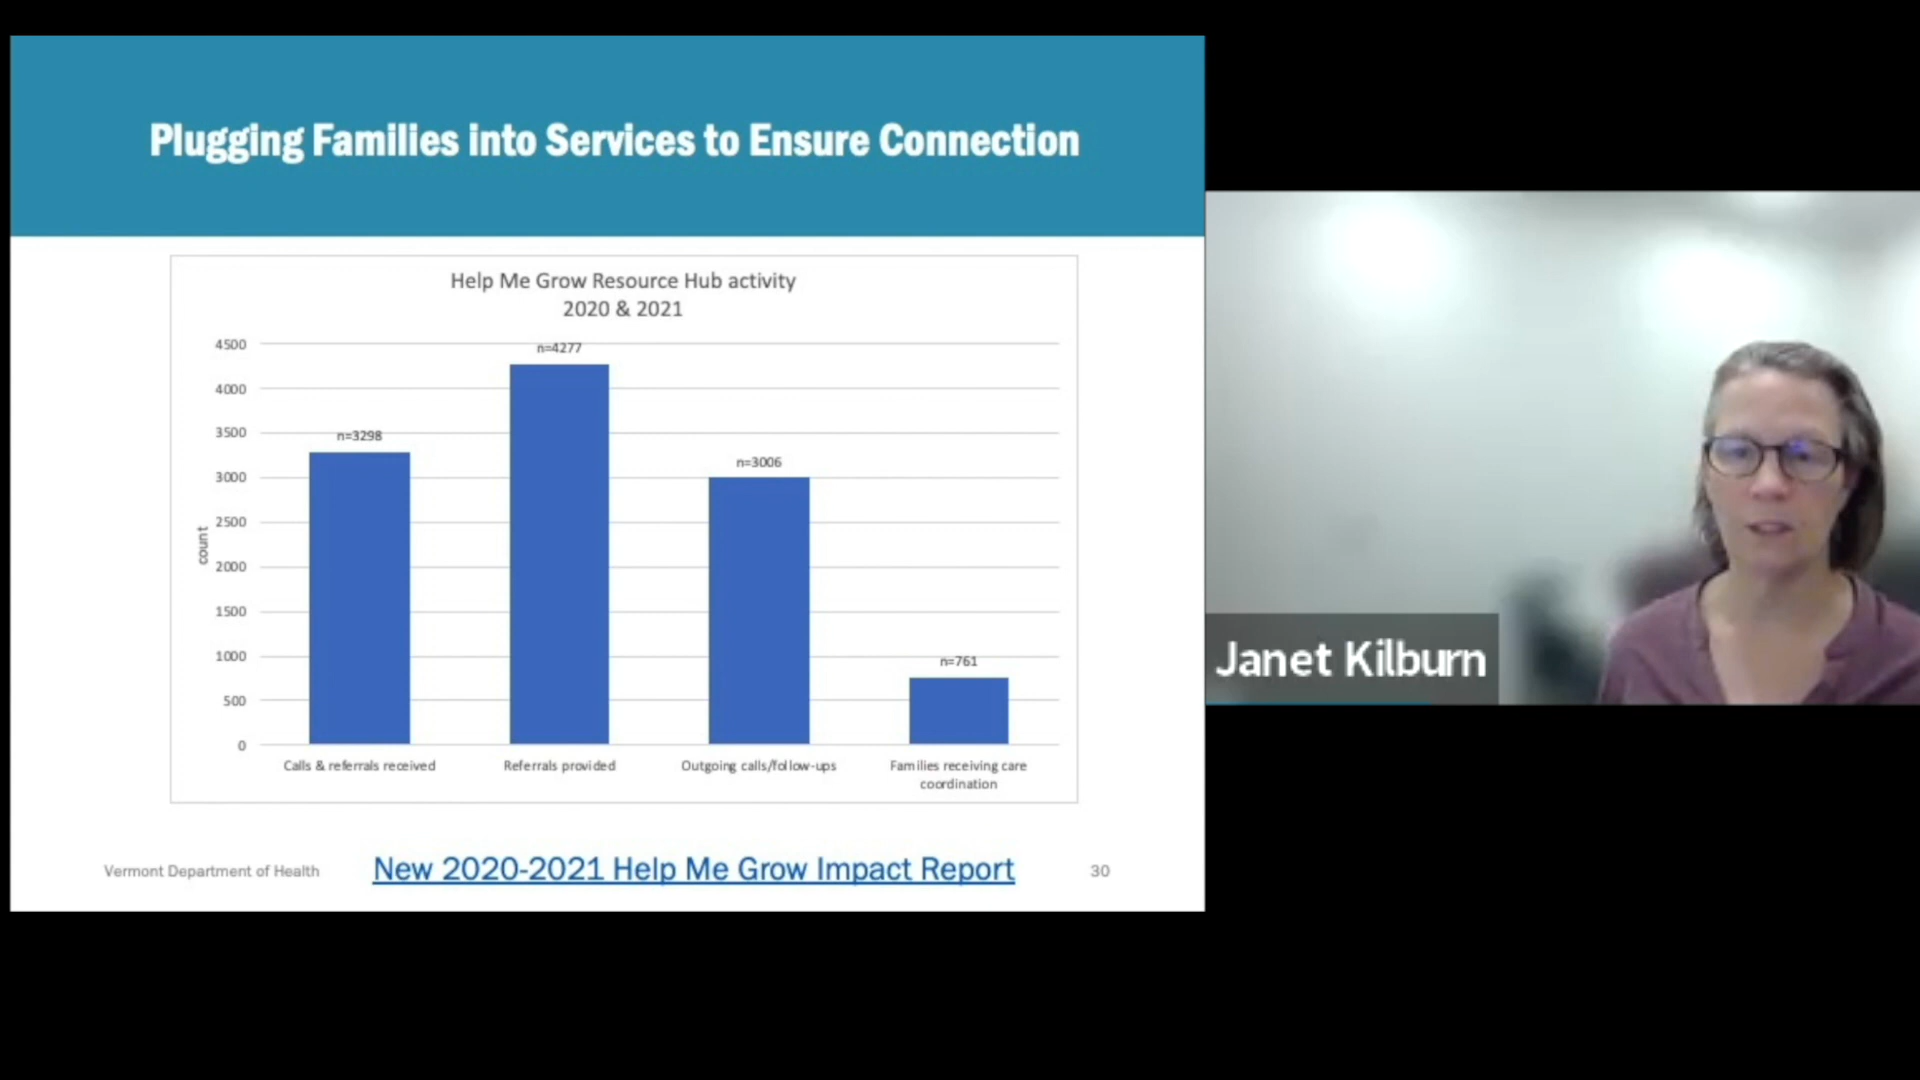 Plugging Families into Services to Ensure Connection
Help Me Grow Resource Hub activity
2020 & 2021
4500
4000
3500
3000
2500
2000
1500
1000
500
0
count
n=3298
n=4277
n=3006
n=761
Calls & referrals received
Referrals provided
Outgoing calls/follow-ups
Families receiving care
coordination
Vermont Department of Health
New 2020-2021 Help Me Grow Impact Report
30
Janet Kilburn